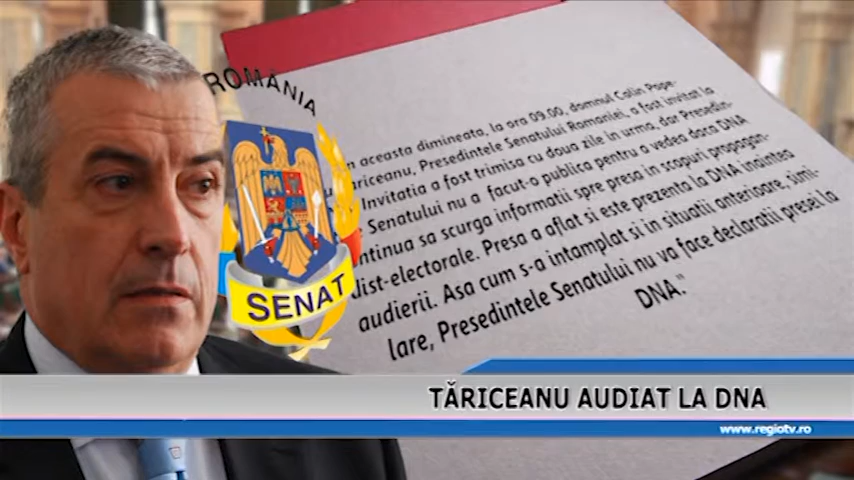 ROMÂNIA
SENAT
n aceasta dimineata, la ora 09.00, domnul Calin Pope-
riceanu, Presedintele Senatului Romaniei, a fost invitat la
Invitatia a fost trimisa cu doua zile in urma, dar Presedin-
Senatului nu a facut-o publica pentru a vedea daca DNA
ntinua sa scurga informatii spre presa in scopuri propagan-
dist-electorale. Presa a aflat si este prezenta la DNA inaintea
audierii. Asa cum s-a intamplat si in situatii anterioare, simi-
lare, Presedintele Senatului nu va face declaratii presei la
DNA."
TĂRICEANU AUDIAT LA DNA
www.regiotv.ro